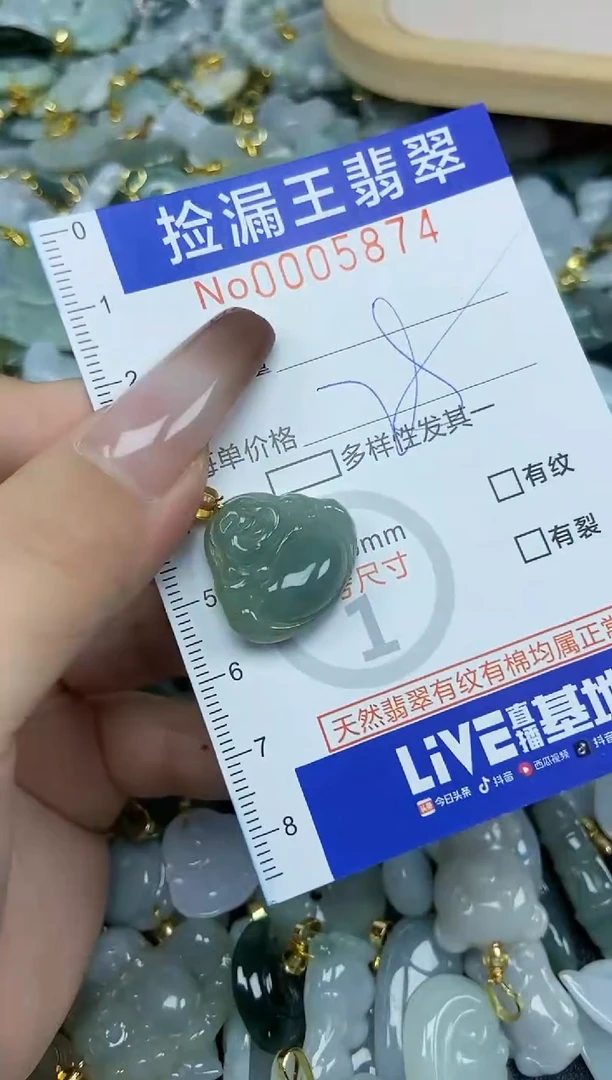 捡漏王翡翠
No0005874
0
1
2
每单价格
多样性发其一
有纹
mm
有裂
尺寸
5
1
6
天然翡翠有纹有棉均属正常
7
LiVE直播基地
8
今日头条 抖音 西瓜视频 抖音